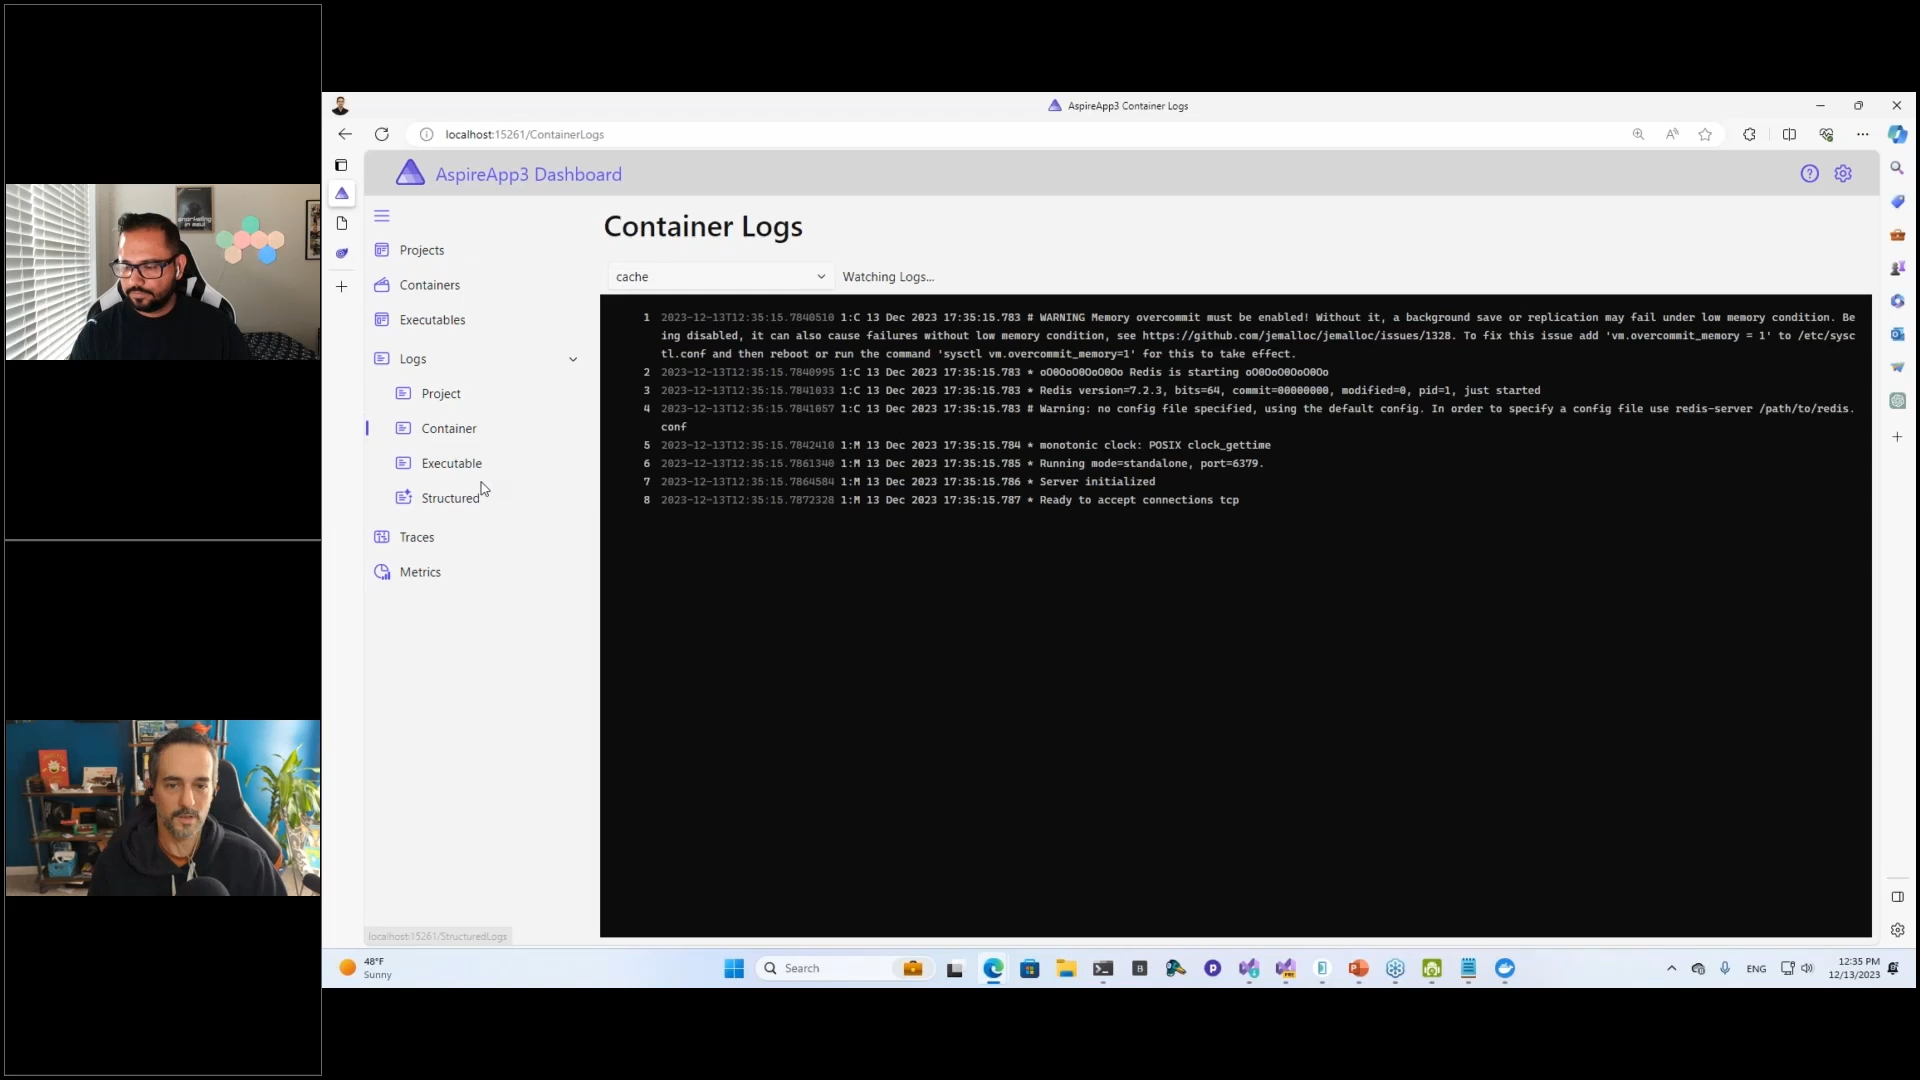 AspireApp3 Container Logs
localhost:15261/ContainerLogs
AspireApp3 Dashboard
Projects
Containers
Executables
Logs
Project
Container
Executable
Structured
Traces
Metrics
Container Logs
cache
Watching Logs...
1 2023-12-13T12:35:15.7840510 1:C 13 Dec 2023 17:35:15.783 # WARNING Memory overcommit must be enabled! Without it, a background save or replication may fail under low memory condition. Be
ing disabled, it can also cause failures without low memory condition, see https://github.com/jemalloc/jemalloc/issues/1328. To fix this issue add 'vm.overcommit_memory = 1' to /etc/sysc
tl.conf and then reboot or run the command 'sysctl vm.overcommit_memory=1' for this to take effect.
2 2023-12-13T12:35:15.7840995 1:C 13 Dec 2023 17:35:15.783 * oO0OoO0OoO0Oo Redis is starting oO0OoO0OoO0Oo
3 2023-12-13T12:35:15.7841033 1:C 13 Dec 2023 17:35:15.783 * Redis version=7.2.3, bits=64, commit=00000000, modified=0, pid=1, just started
4 2023-12-13T12:35:15.7841057 1:C 13 Dec 2023 17:35:15.783 # Warning: no config file specified, using the default config. In order to specify a config file use redis-server /path/to/redis.
conf
5 2023-12-13T12:35:15.7842410 1:M 13 Dec 2023 17:35:15.784 * monotonic clock: POSIX clock_gettime
6 2023-12-13T12:35:15.7861340 1:M 13 Dec 2023 17:35:15.785 * Running mode=standalone, port=6379.
7 2023-12-13T12:35:15.7864584 1:M 13 Dec 2023 17:35:15.786 * Server initialized
8 2023-12-13T12:35:15.7872328 1:M 13 Dec 2023 17:35:15.787 * Ready to accept connections tcp
localhost:15261/StructuredLogs
48°F
Sunny
Search
ENG
12:35 PM
12/13/2023